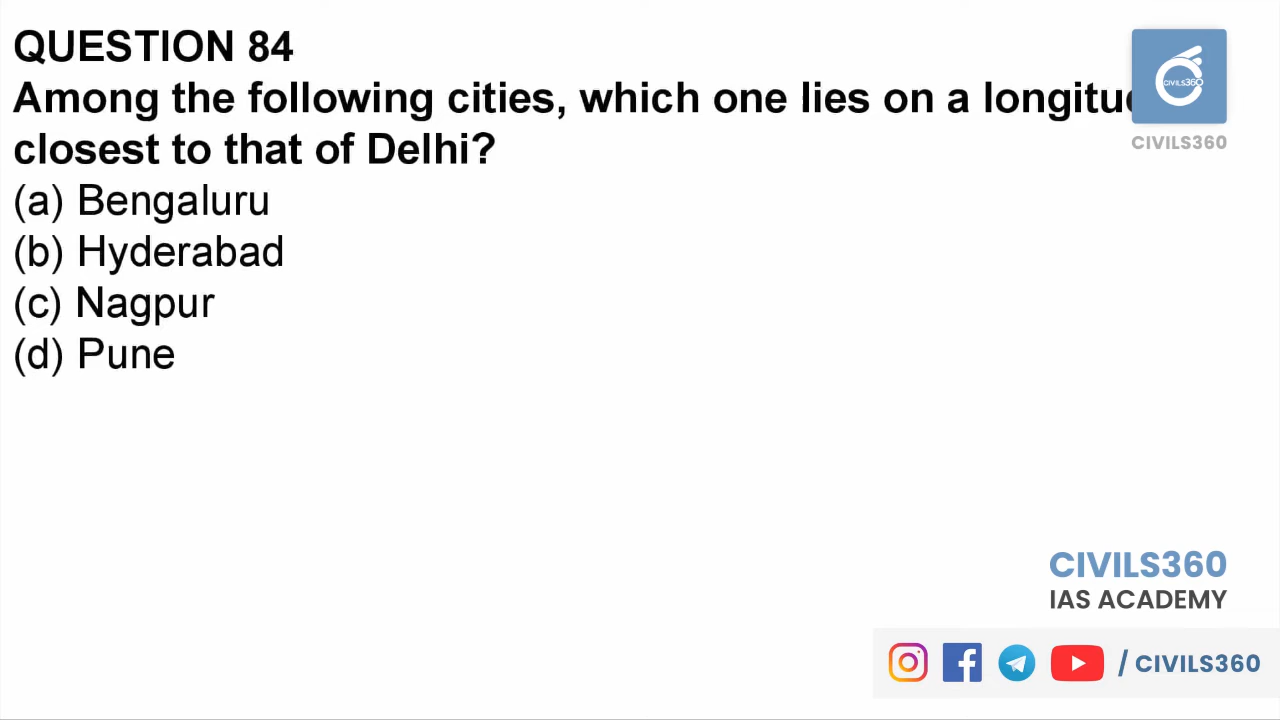 QUESTION 84
Among the following cities, which one lies on a
closest to that of Delhi?
(a) Bengaluru
(b) Hyderabad
(c) Nagpur
(d) Pune
CIVILS360
CIVILS360
CIVILS360
IAS ACADEMY
/ CIVILS360